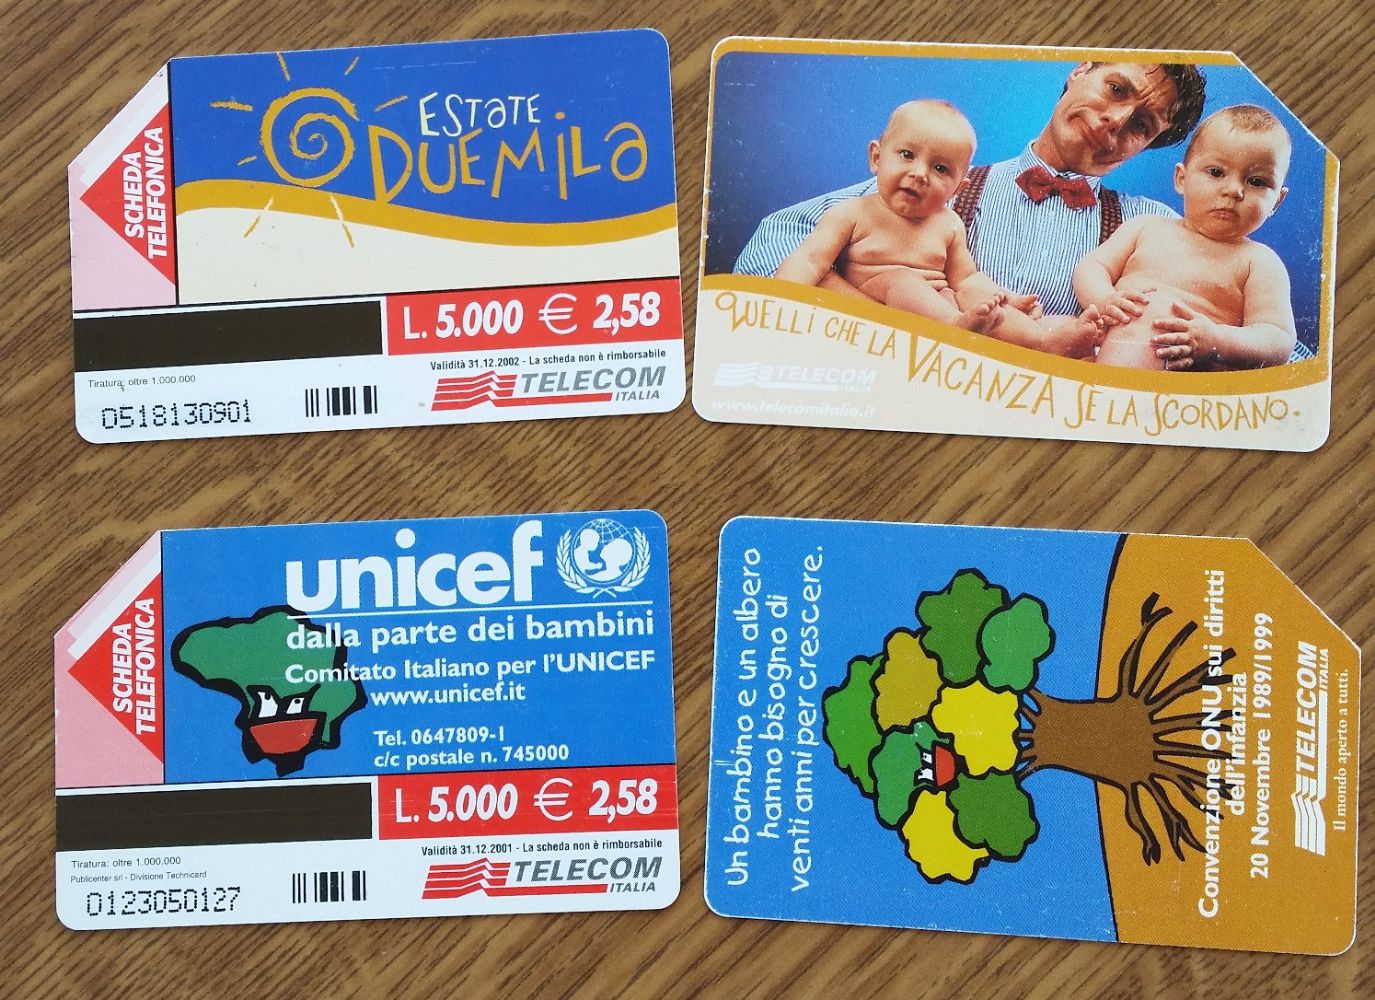 ESTATE
DUEMILA
SCHEDA
TELEFONICA
L. 5.000 € 2,58
Validità 31.12.2002 - La scheda non è rimborsabile
Tiratura: oltre 1.000.000
TELECOM
ITALIA
0518130901
QUELLI CHE LA VACANZA SE LA SCORDANO.
TELECOM
ITALIA
www.telecomitalia.it
unicef
dalla parte dei bambini
Comitato Italiano per l'UNICEF
www.unicef.it
Tel. 0647809-1
c/c postale n. 745000
SCHEDA
TELEFONICA
L. 5.000 € 2,58
Validità 31.12.2001 - La scheda non è rimborsabile
Tiratura: oltre 1.000.000
Publicenter srl - Divisione Technicard
TELECOM
ITALIA
0123050127
Un bambino e un albero
hanno bisogno di
venti anni per crescere.
Convenzione ONU sui diritti
dell'infanzia
20 Novembre 1989/1999
TELECOM
ITALIA
Il mondo aperto a tutti.